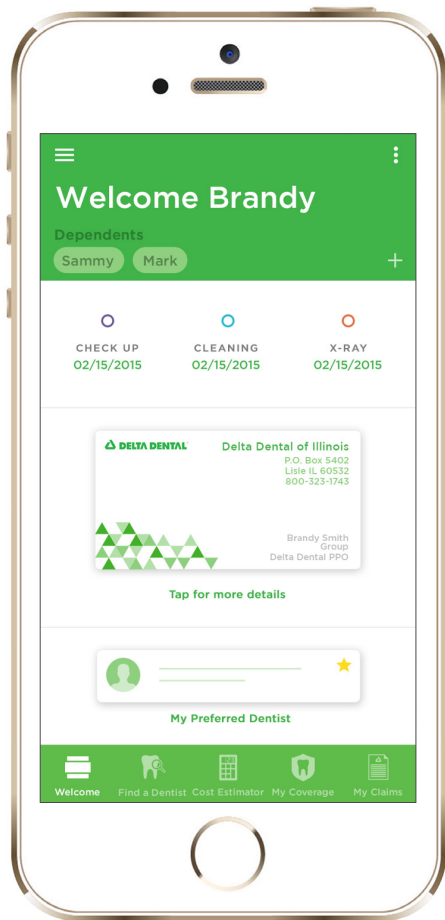 Welcome Brandy
Dependents
Sammy Mark
CHECK UP CLEANING X-RAY
02/15/2015 02/15/2015 02/15/2015
DELTA DENTAL Delta Dental of Illinois
P.O. Box 5402
Lisle IL 60532
800-323-1743
Brandy Smith
Group
Delta Dental PPO
Tap for more details
My Preferred Dentist
Welcome Find a Dentist Cost Estimator My Coverage My Claims